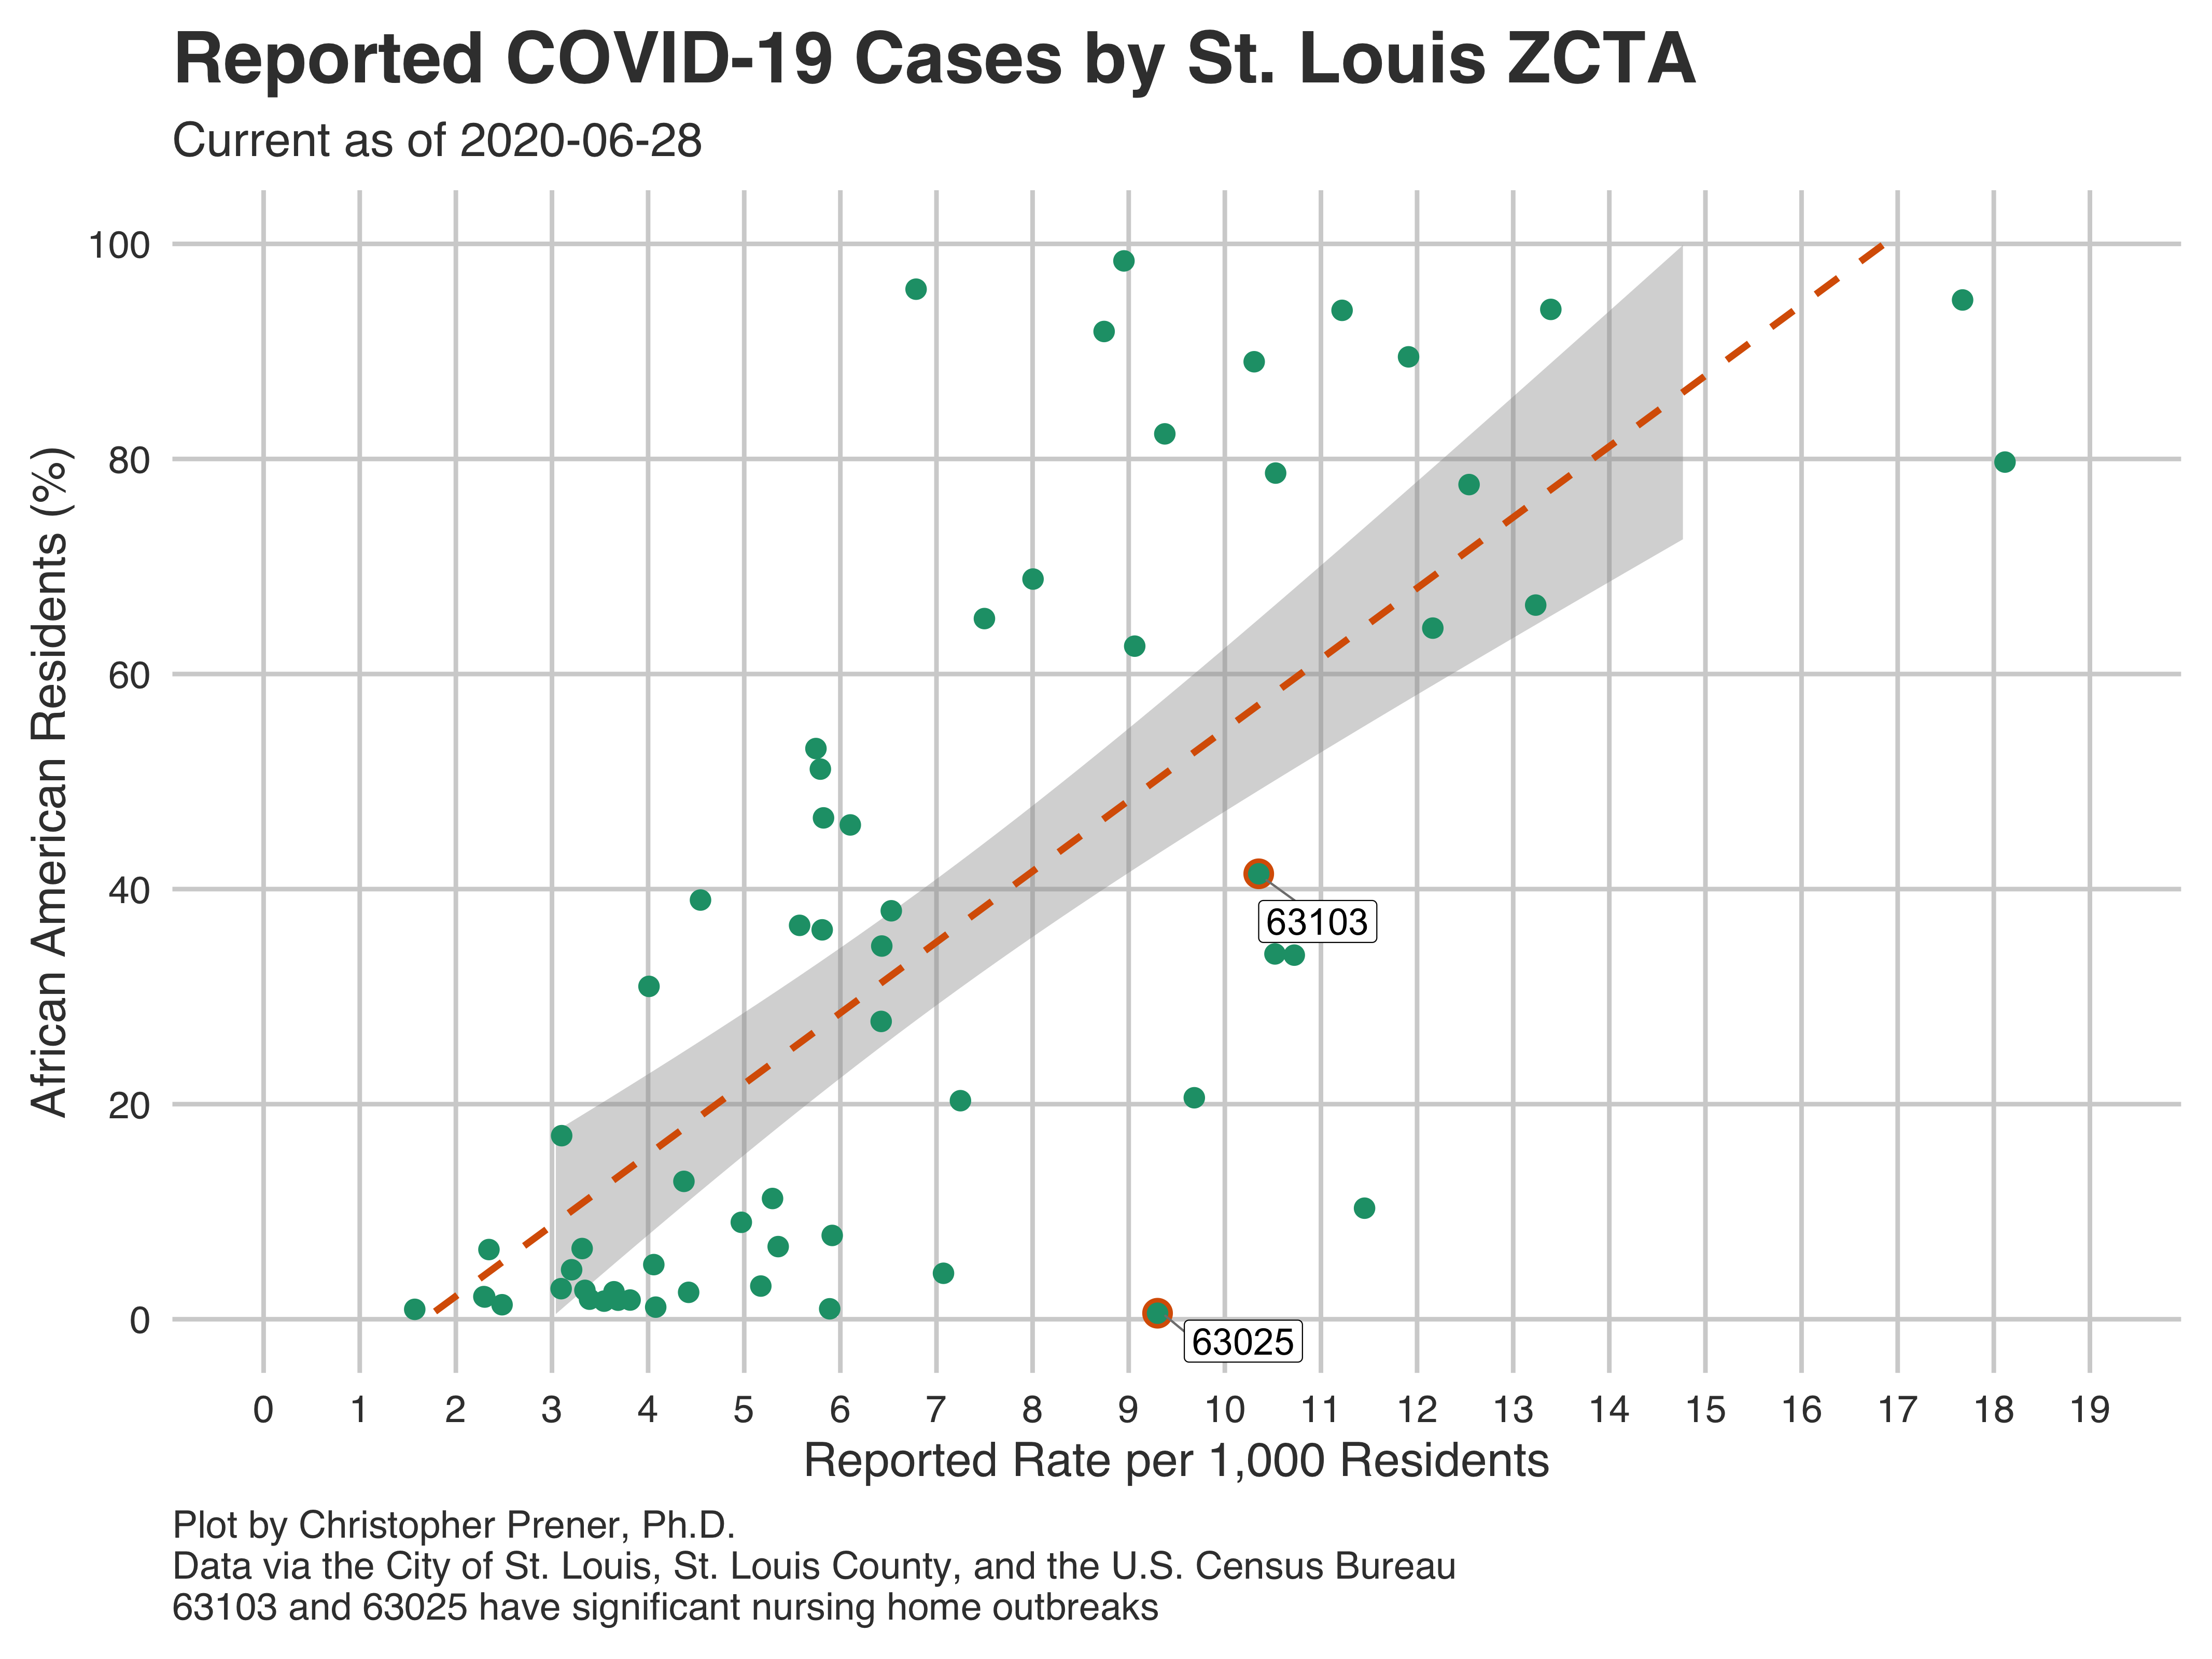 Reported COVID-19 Cases by St. Louis ZCTA
Current as of 2020-06-28
African American Residents (%)
100
80
60
40
20
0
63103
63025
0 1 2 3 4 5 6 7 8 9 10 11 12 13 14 15 16 17 18 19
Reported Rate per 1,000 Residents
Plot by Christopher Prener, Ph.D.
Data via the City of St. Louis, St. Louis County, and the U.S. Census Bureau
63103 and 63025 have significant nursing home outbreaks